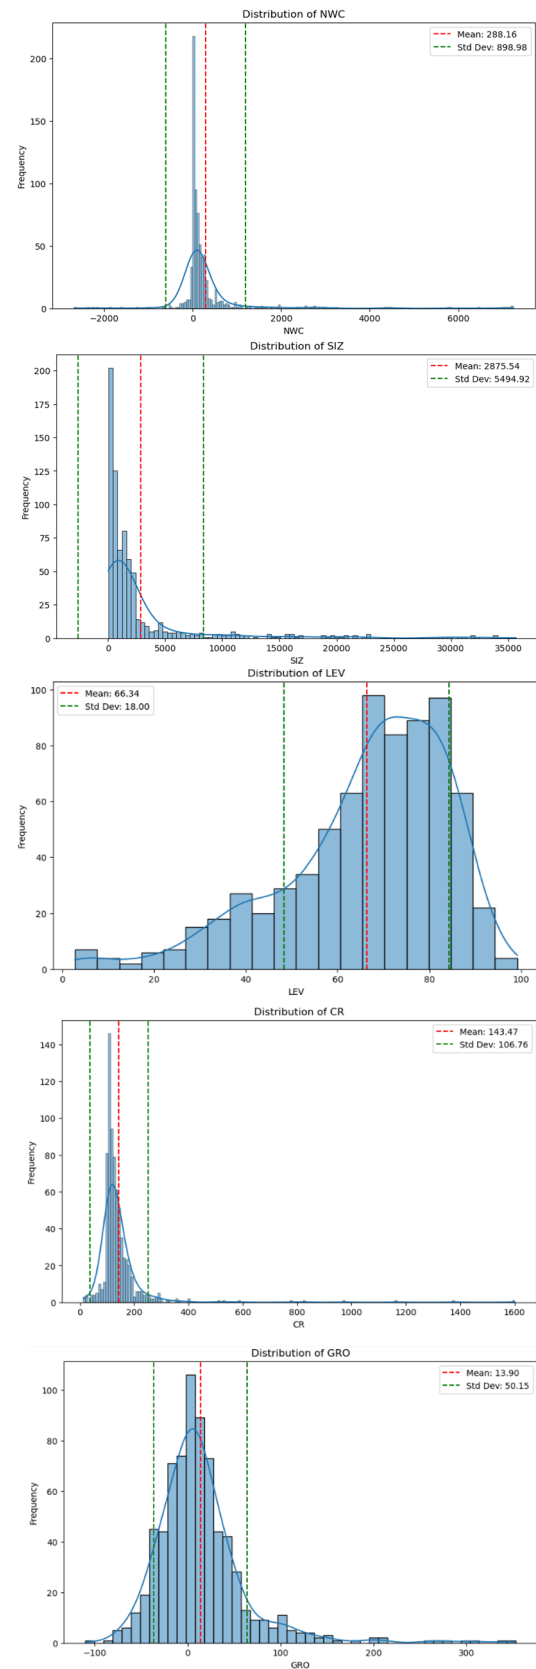 Distribution of NWC
Mean: 288.16
Std Dev: 898.98
Frequency
200
150
100
50
0
−2000 0 2000 4000 6000
NWC
Distribution of SIZ
Mean: 2875.54
Std Dev: 5494.92
Frequency
200
175
150
125
100
75
50
25
0
0 5000 10000 15000 20000 25000 30000 35000
SIZ
Distribution of LEV
Mean: 66.34
Std Dev: 18.00
Frequency
100
80
60
40
20
0
0 20 40 60 80 100
LEV
Distribution of CR
Mean: 143.47
Std Dev: 106.76
Frequency
140
120
100
80
60
40
20
0
0 200 400 600 800 1000 1200 1400 1600
CR
Distribution of GRO
Mean: 13.90
Std Dev: 50.15
Frequency
100
80
60
40
20
0
−100 0 100 200 300
GRO